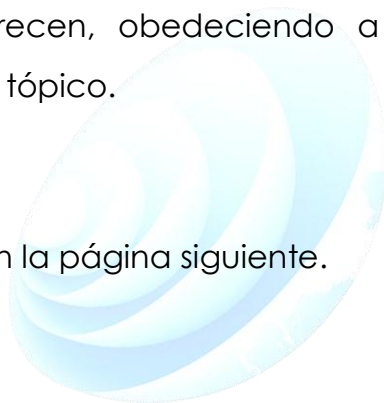 recen, obedeciendo a
tópico.
n la página siguiente.